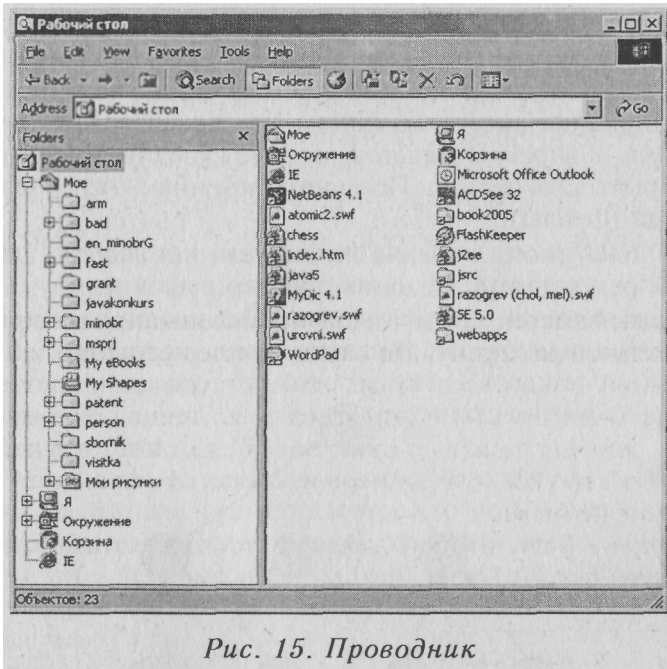 Рабочий стол
File Edit View Favorites Tools Help
Back Search Folders
Address Рабочий стол Go
Folders
Рабочий стол
Мое
arm
bad
en_minobrG
Fast
grant
javakonkurs
minobr
msprj
My eBooks
My Shapes
patent
person
sbornik
visitka
Мои рисунки
Я
Окружение
Корзина
IE
Мое
Окружение
IE
NetBeans 4.1
atomic2.swf
chess
index.htm
java5
MyDic 4.1
razogrev.swf
urovni.swf
WordPad
Я
Корзина
Microsoft Office Outlook
ACDSee 32
book2005
FlashKeeper
j2ee
jsrc
razogrev (chol, mel).swf
SE 5.0
webapps
Объектов: 23
Рис. 15. Проводник